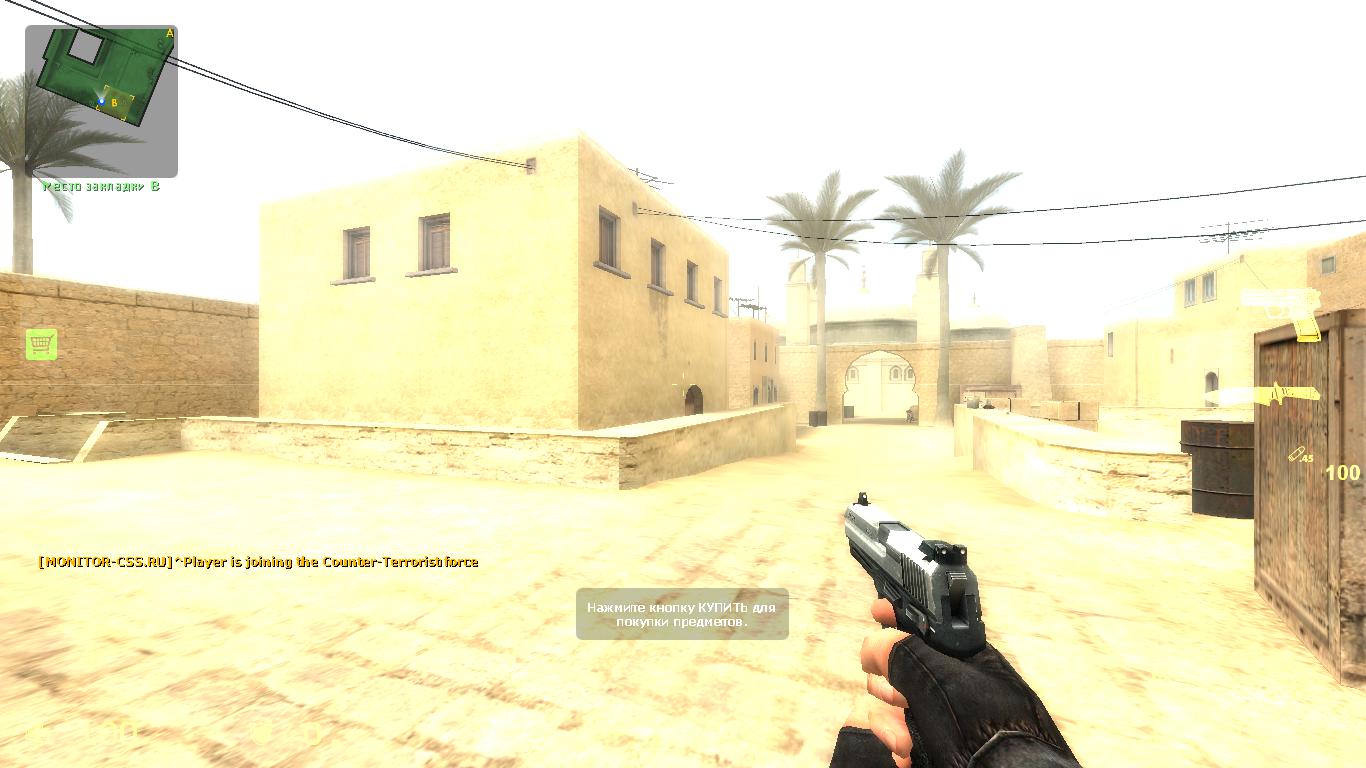 A
B
Место закладки B
.45
100
[MONITOR-CSS.RU]^Player is joining the Counter-Terrorist force
Нажмите кнопку КУПИТЬ для
покупки предметов.